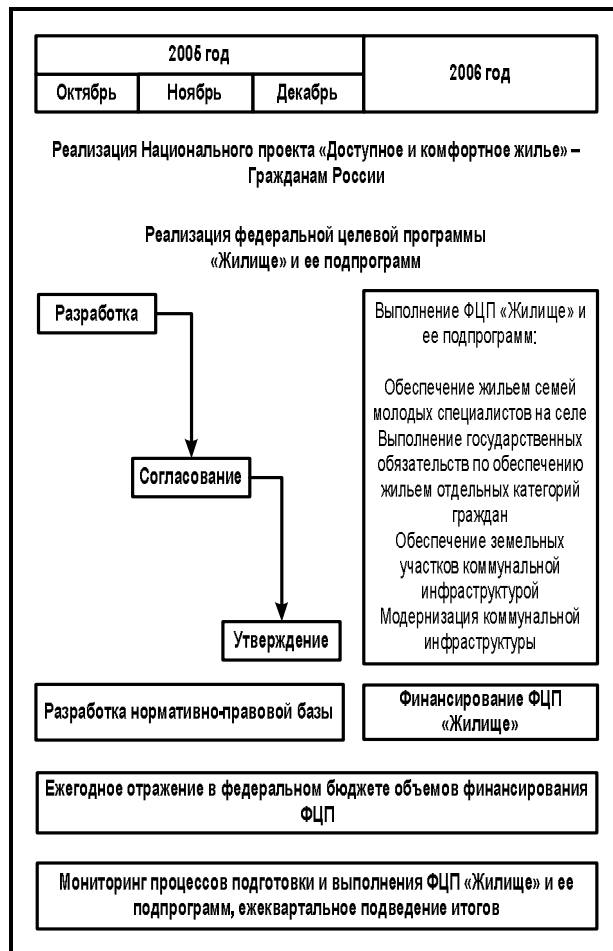 2005 год
2006 год
Октябрь
Ноябрь
Декабрь
Реализация Национального проекта «Доступное и комфортное жилье» –
Гражданам России
Реализация федеральной целевой программы
«Жилище» и ее подпрограмм
Разработка
Согласование
Утверждение
Выполнение ФЦП «Жилище» и
ее подпрограмм:
Обеспечение жильем семей
молодых специалистов на селе
Выполнение государственных
обязательств по обеспечению
жильем отдельных категорий
граждан
Обеспечение земельных
участков коммунальной
инфраструктурой
Модернизация коммунальной
инфраструктуры
Разработка нормативно-правовой базы
Финансирование ФЦП
«Жилище»
Ежегодное отражение в федеральном бюджете объемов финансирования
ФЦП
Мониторинг процессов подготовки и выполнения ФЦП «Жилище» и ее
подпрограмм, ежеквартальное подведение итогов